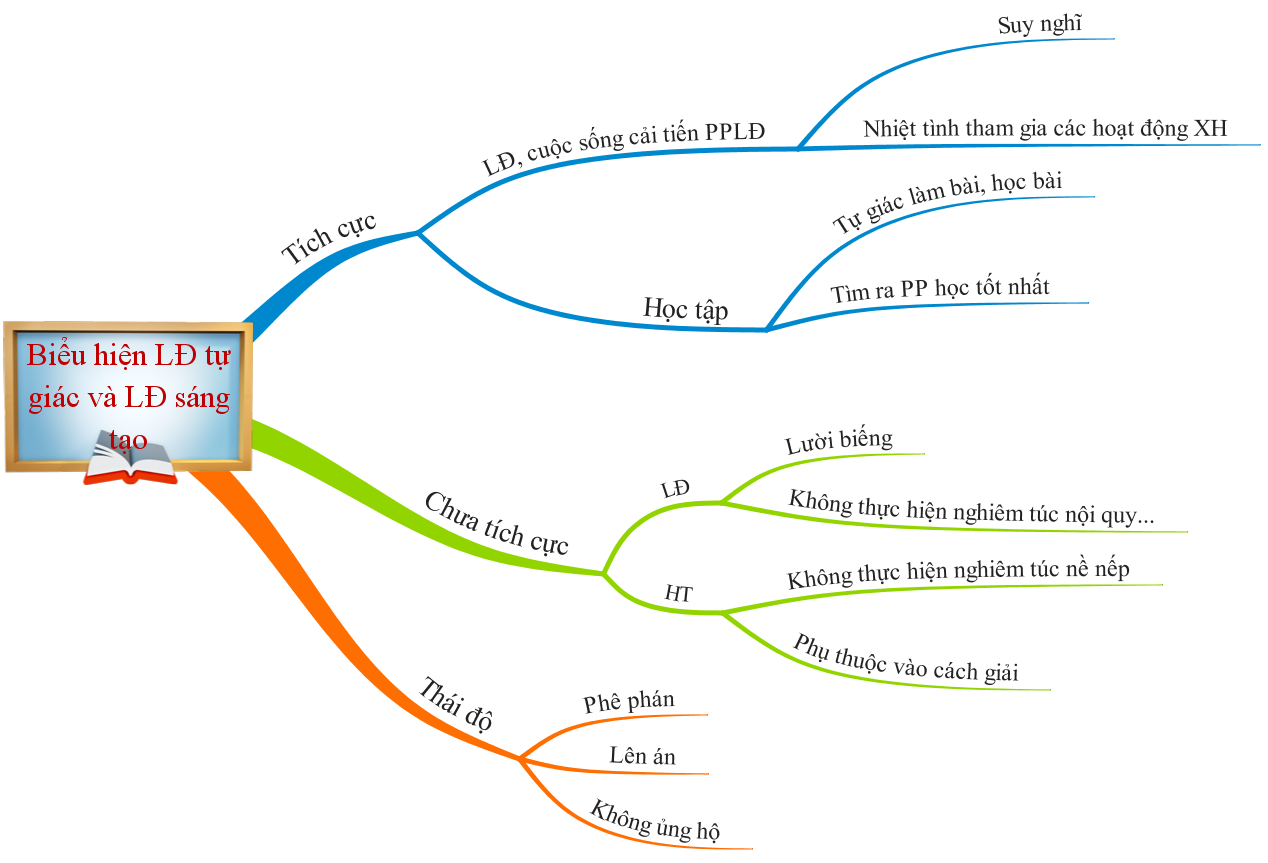 Biểu hiện LĐ tự
giác và LĐ sáng
tạo
Tích cực
LĐ, cuộc sống cải tiến PPLĐ
Suy nghĩ
Nhiệt tình tham gia các hoạt động XH
Học tập
Tự giác làm bài, học bài
Tìm ra PP học tốt nhất
Chưa tích cực
LĐ
Lười biếng
Không thực hiện nghiêm túc nội quy...
HT
Không thực hiện nghiêm túc nề nếp
Phụ thuộc vào cách giải
Thái độ
Phê phán
Lên án
Không ủng hộ